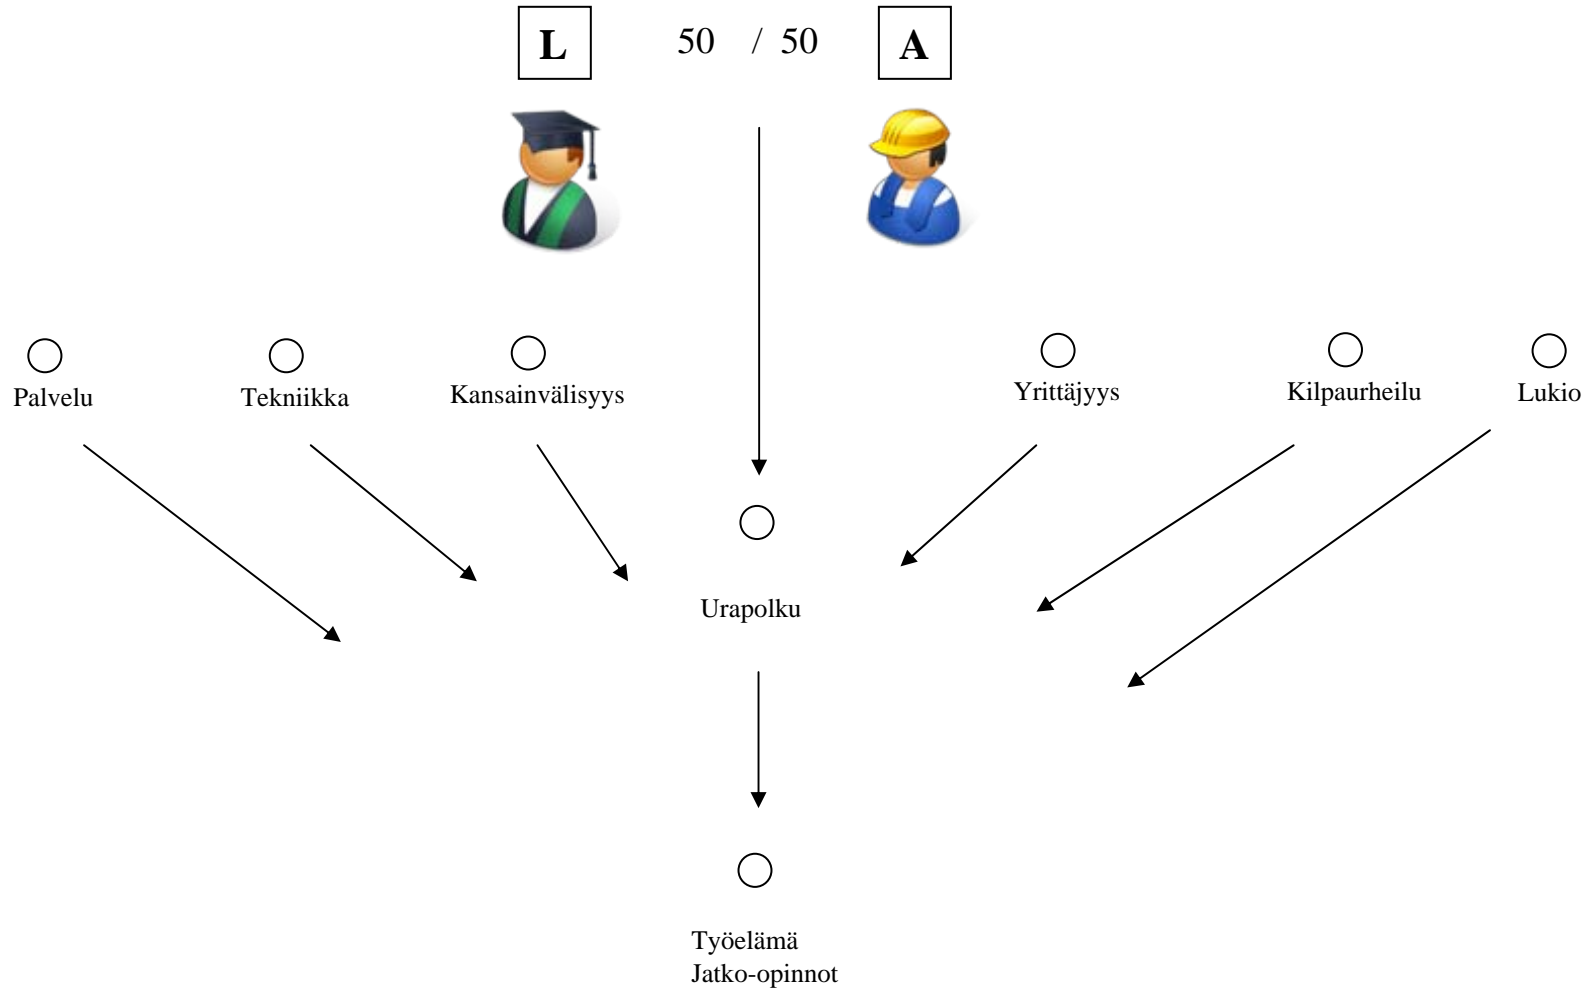 L 50 / 50 A
Palvelu Tekniikka Kansainvälisyys Yrittäjyys Kilpaurheilu Lukio
Urapolku
Työelämä
Jatko-opinnot